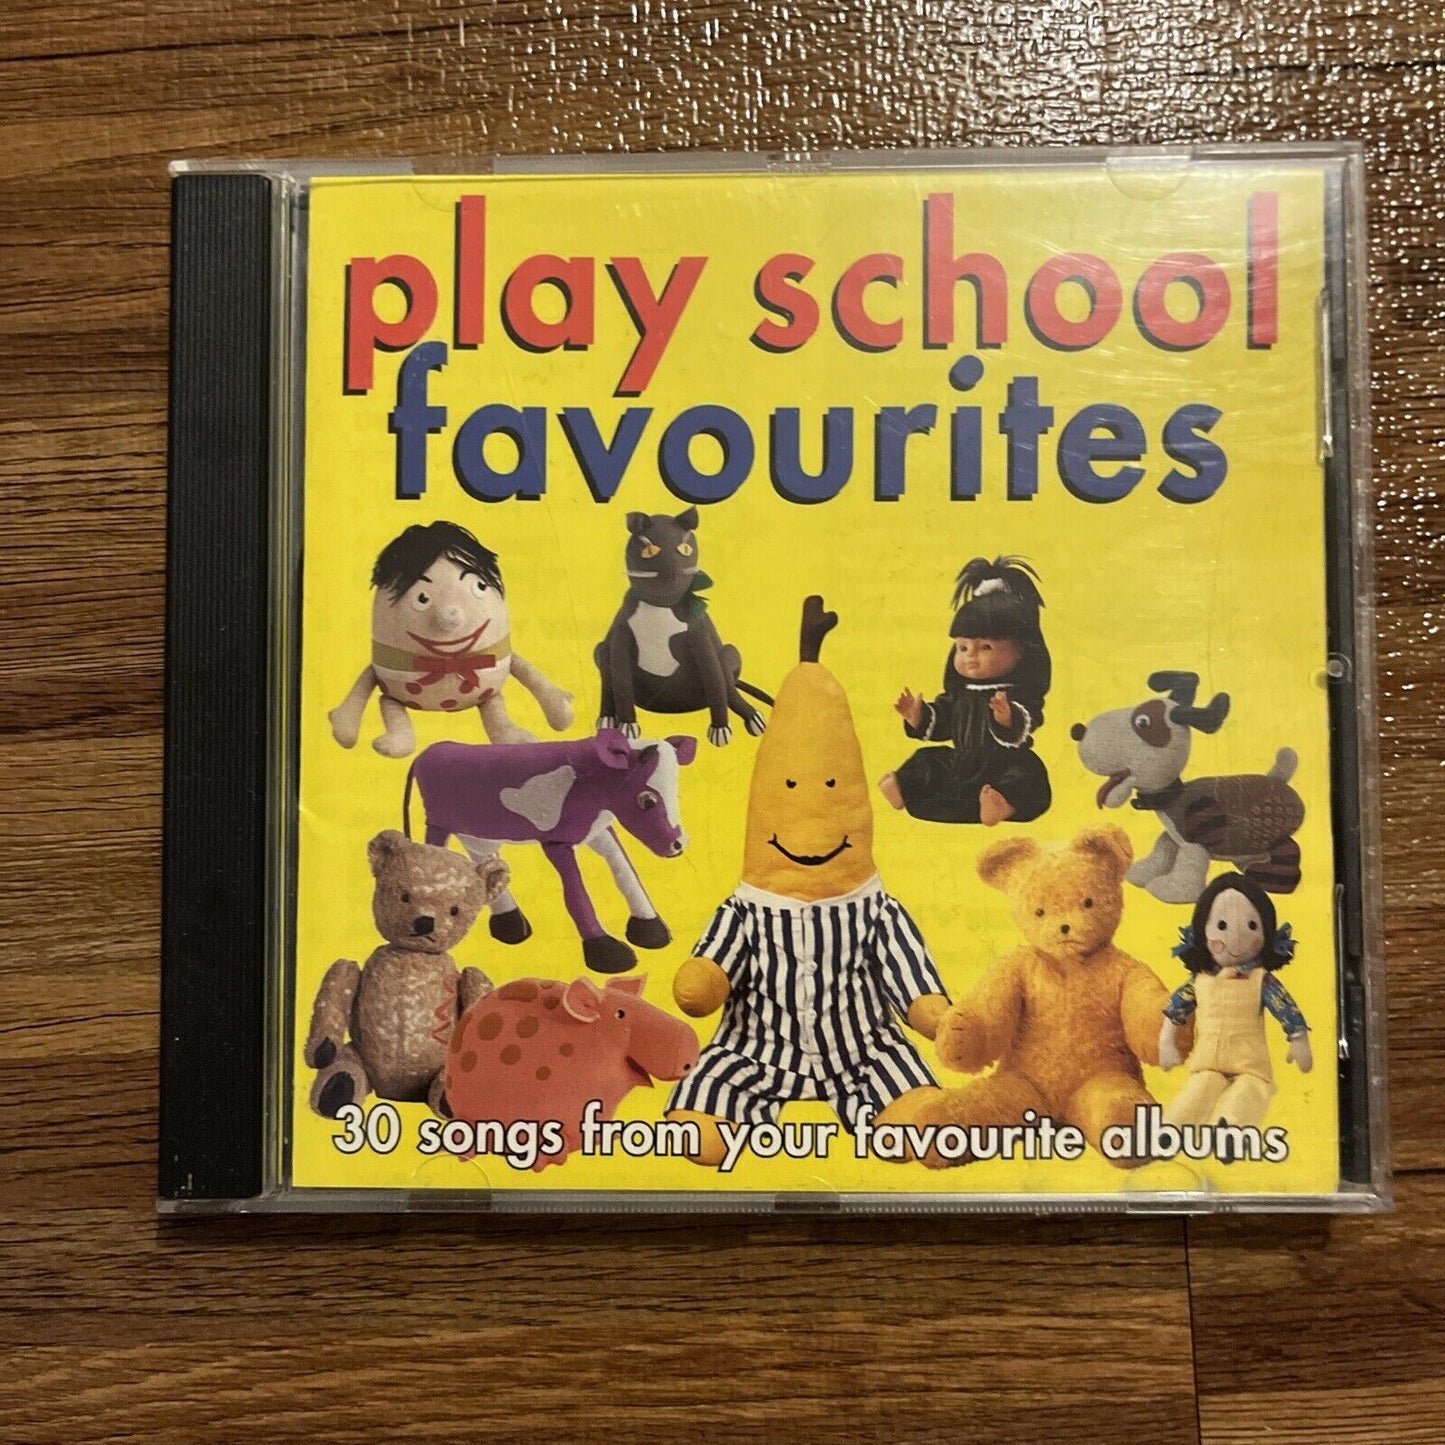 play school
favourites
30 songs from your favourite albums